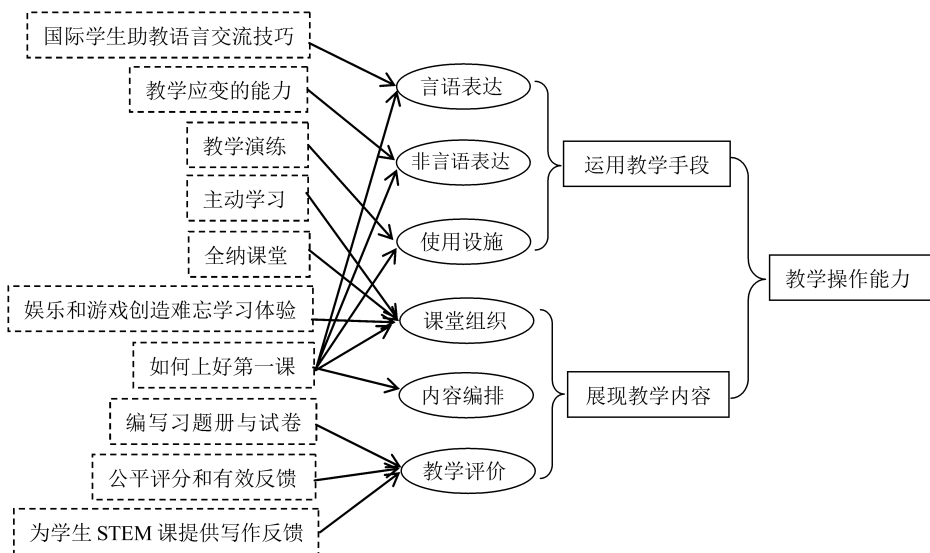 国际学生助教语言交流技巧
教学应变的能力
教学演练
主动学习
全纳课堂
娱乐和游戏创造难忘学习体验
如何上好第一课
编写习题册与试卷
公平评分和有效反馈
为学生 STEM 课提供写作反馈
言语表达
非言语表达
使用设施
课堂组织
内容编排
教学评价
运用教学手段
展现教学内容
教学操作能力